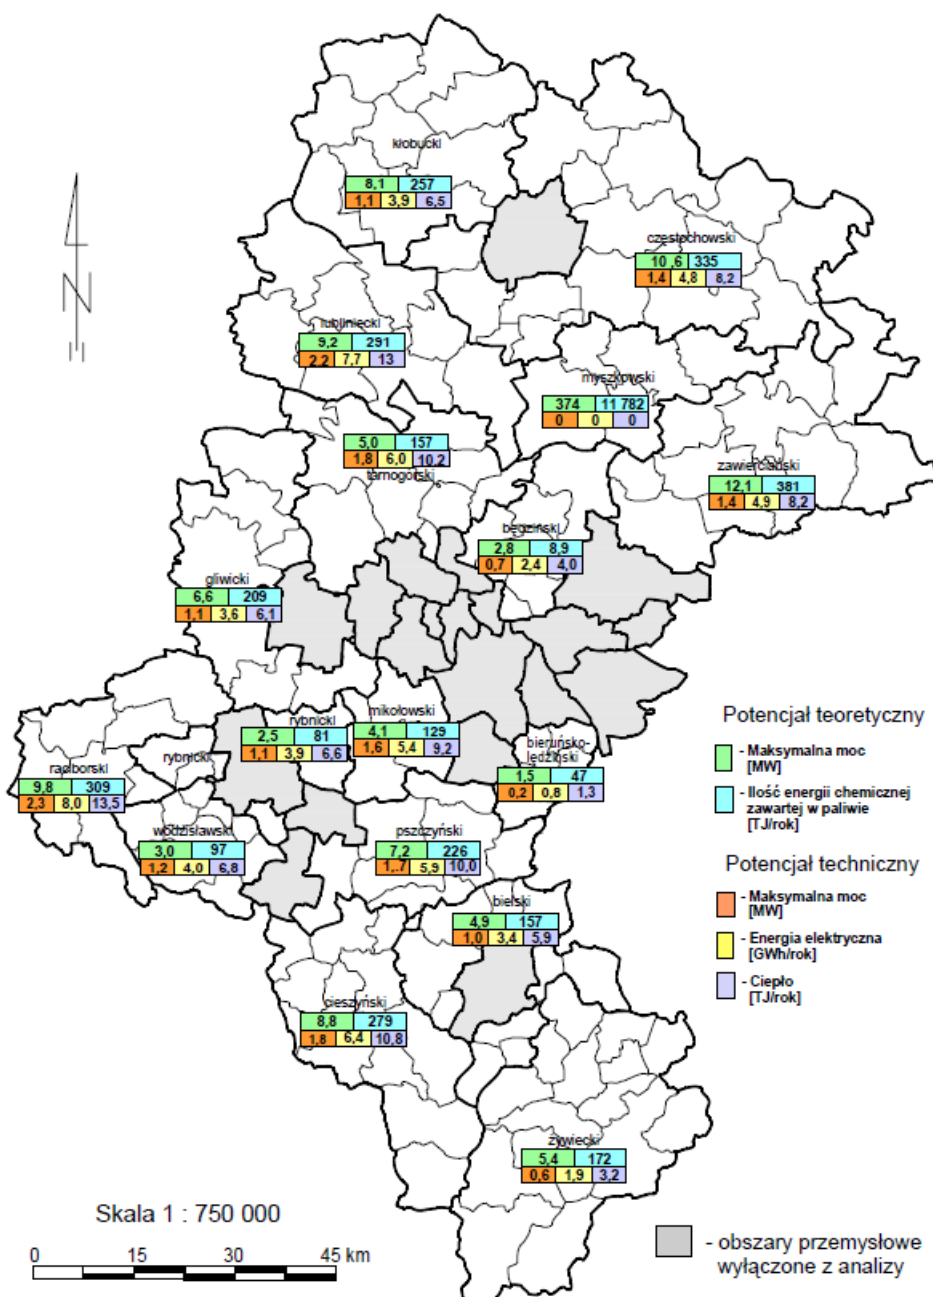 kłobucki
8,1 257
1,1 3,9 6,5
częstochowski
10 ,6 335
1,4 4,8 8,2
lubliniecki
9,2 291
2,2 7,7 13
myszkowski
374 11 782
0 0 0
5,0 157
1,8 6,0 10,2
tarnogórski
zawierciański
12,1 381
1,4 4,9 8,2
będziński
2,8 8,9
0,7 2,4 4,0
gliwicki
6,6 209
1,1 3,6 6,1
rybnicki
2,5 81
1,1 3,9 6,6
mikołowski
4,1 129
1,6 5,4 9,2
bieruńsko-
lędziński
1,5 47
0,2 0,8 1,3
rybnicki
raciborski
9,8 309
2,3 8,0 13,5
wodzisławski
3,0 97
1,2 4,0 6,8
pszczyński
7,2 226
1,.7 5,9 10,0
bielski
4,9 157
1,0 3,4 5,9
cieszyński
8,8 279
1,8 6,4 10,8
żywiecki
5,4 172
0,6 1,9 3,2
Potencjał teoretyczny
- Maksymalna moc
[MW]
- Ilość energii chemicznej
zawartej w paliwie
[TJ/rok]
Potencjał techniczny
- Maksymalna moc
[MW]
- Energia elektryczna
[GWh/rok]
- Ciepło
[TJ/rok]
Skala 1 : 750 000
0 15 30 45 km
- obszary przemysłowe
wyłączone z analizy